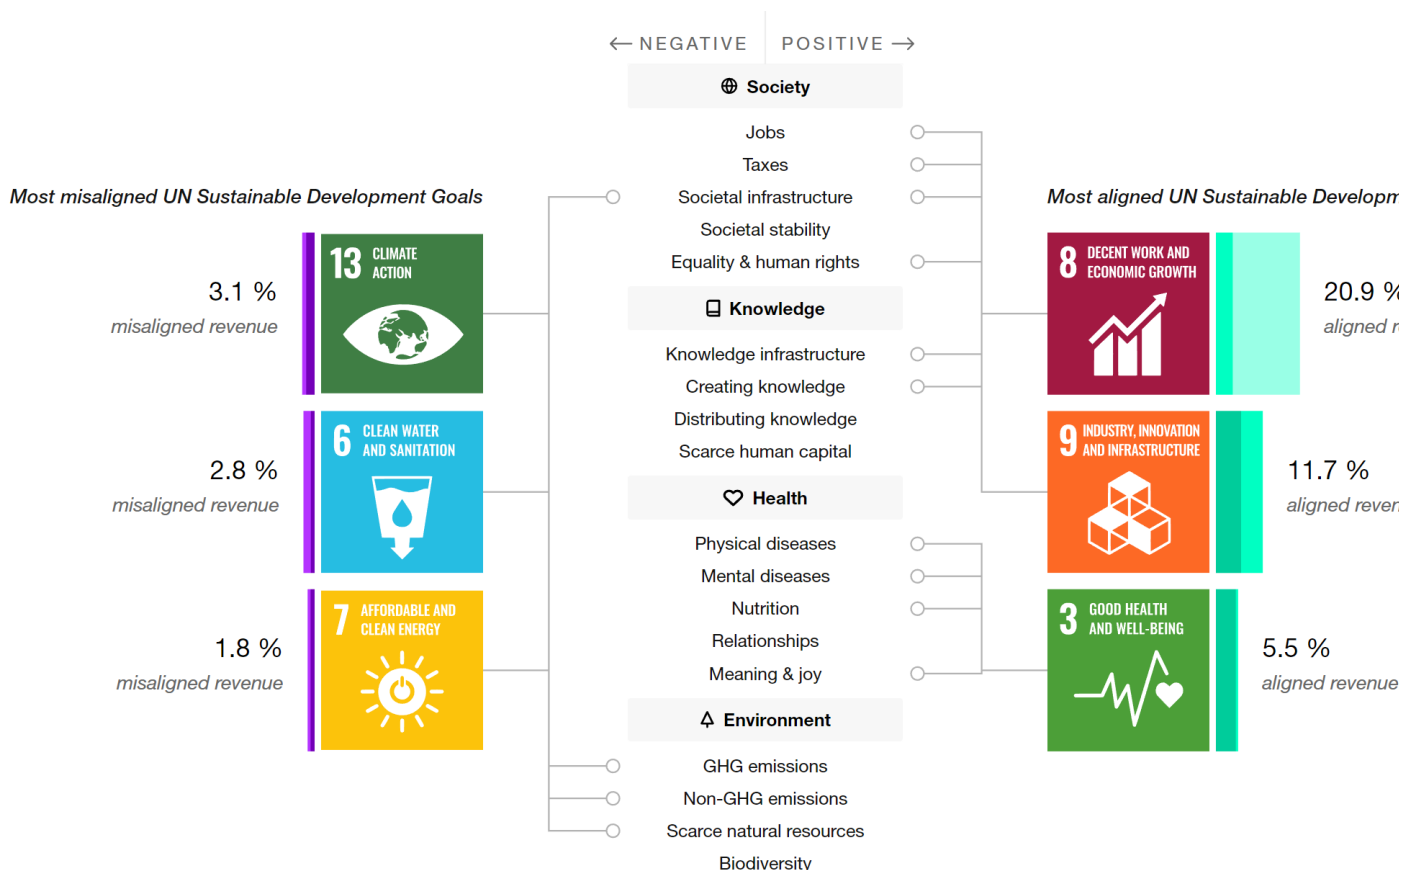 ← NEGATIVE POSITIVE →
Society
Jobs
Taxes
Societal infrastructure
Societal stability
Equality & human rights
Knowledge
Knowledge infrastructure
Creating knowledge
Distributing knowledge
Scarce human capital
Health
Physical diseases
Mental diseases
Nutrition
Relationships
Meaning & joy
Environment
GHG emissions
Non-GHG emissions
Scarce natural resources
Biodiversity
Most misaligned UN Sustainable Development Goals
3.1 %
misaligned revenue
13 CLIMATE
ACTION
2.8 %
misaligned revenue
6 CLEAN WATER
AND SANITATION
1.8 %
misaligned revenue
7 AFFORDABLE AND
CLEAN ENERGY
Most aligned UN Sustainable Developm
8 DECENT WORK AND
ECONOMIC GROWTH
20.9 %
aligned r
9 INDUSTRY, INNOVATION
AND INFRASTRUCTURE
11.7 %
aligned reven
3 GOOD HEALTH
AND WELL-BEING
5.5 %
aligned revenue